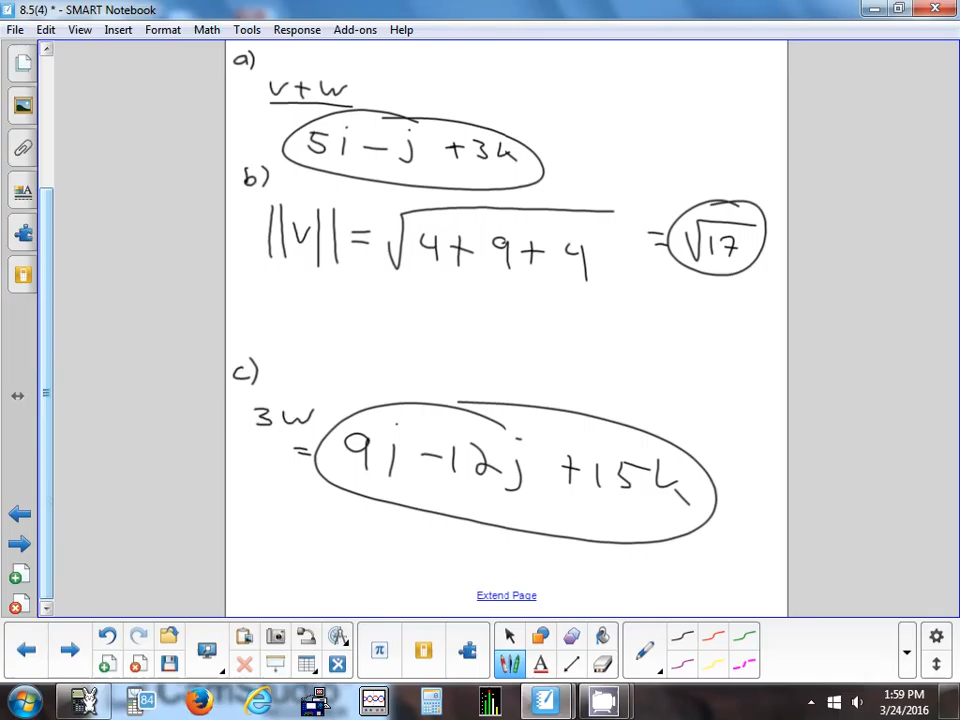 8.5(4) * - SMART Notebook
File Edit View Insert Format Math Tools Response Add-ons Help
a)
v + w
5i - j + 3k
b)
||v|| = √4 + 9 + 4 = √17
c)
3w
= 9i - 12j + 15k
Extend Page
π
A
84
1:59 PM
3/24/2016